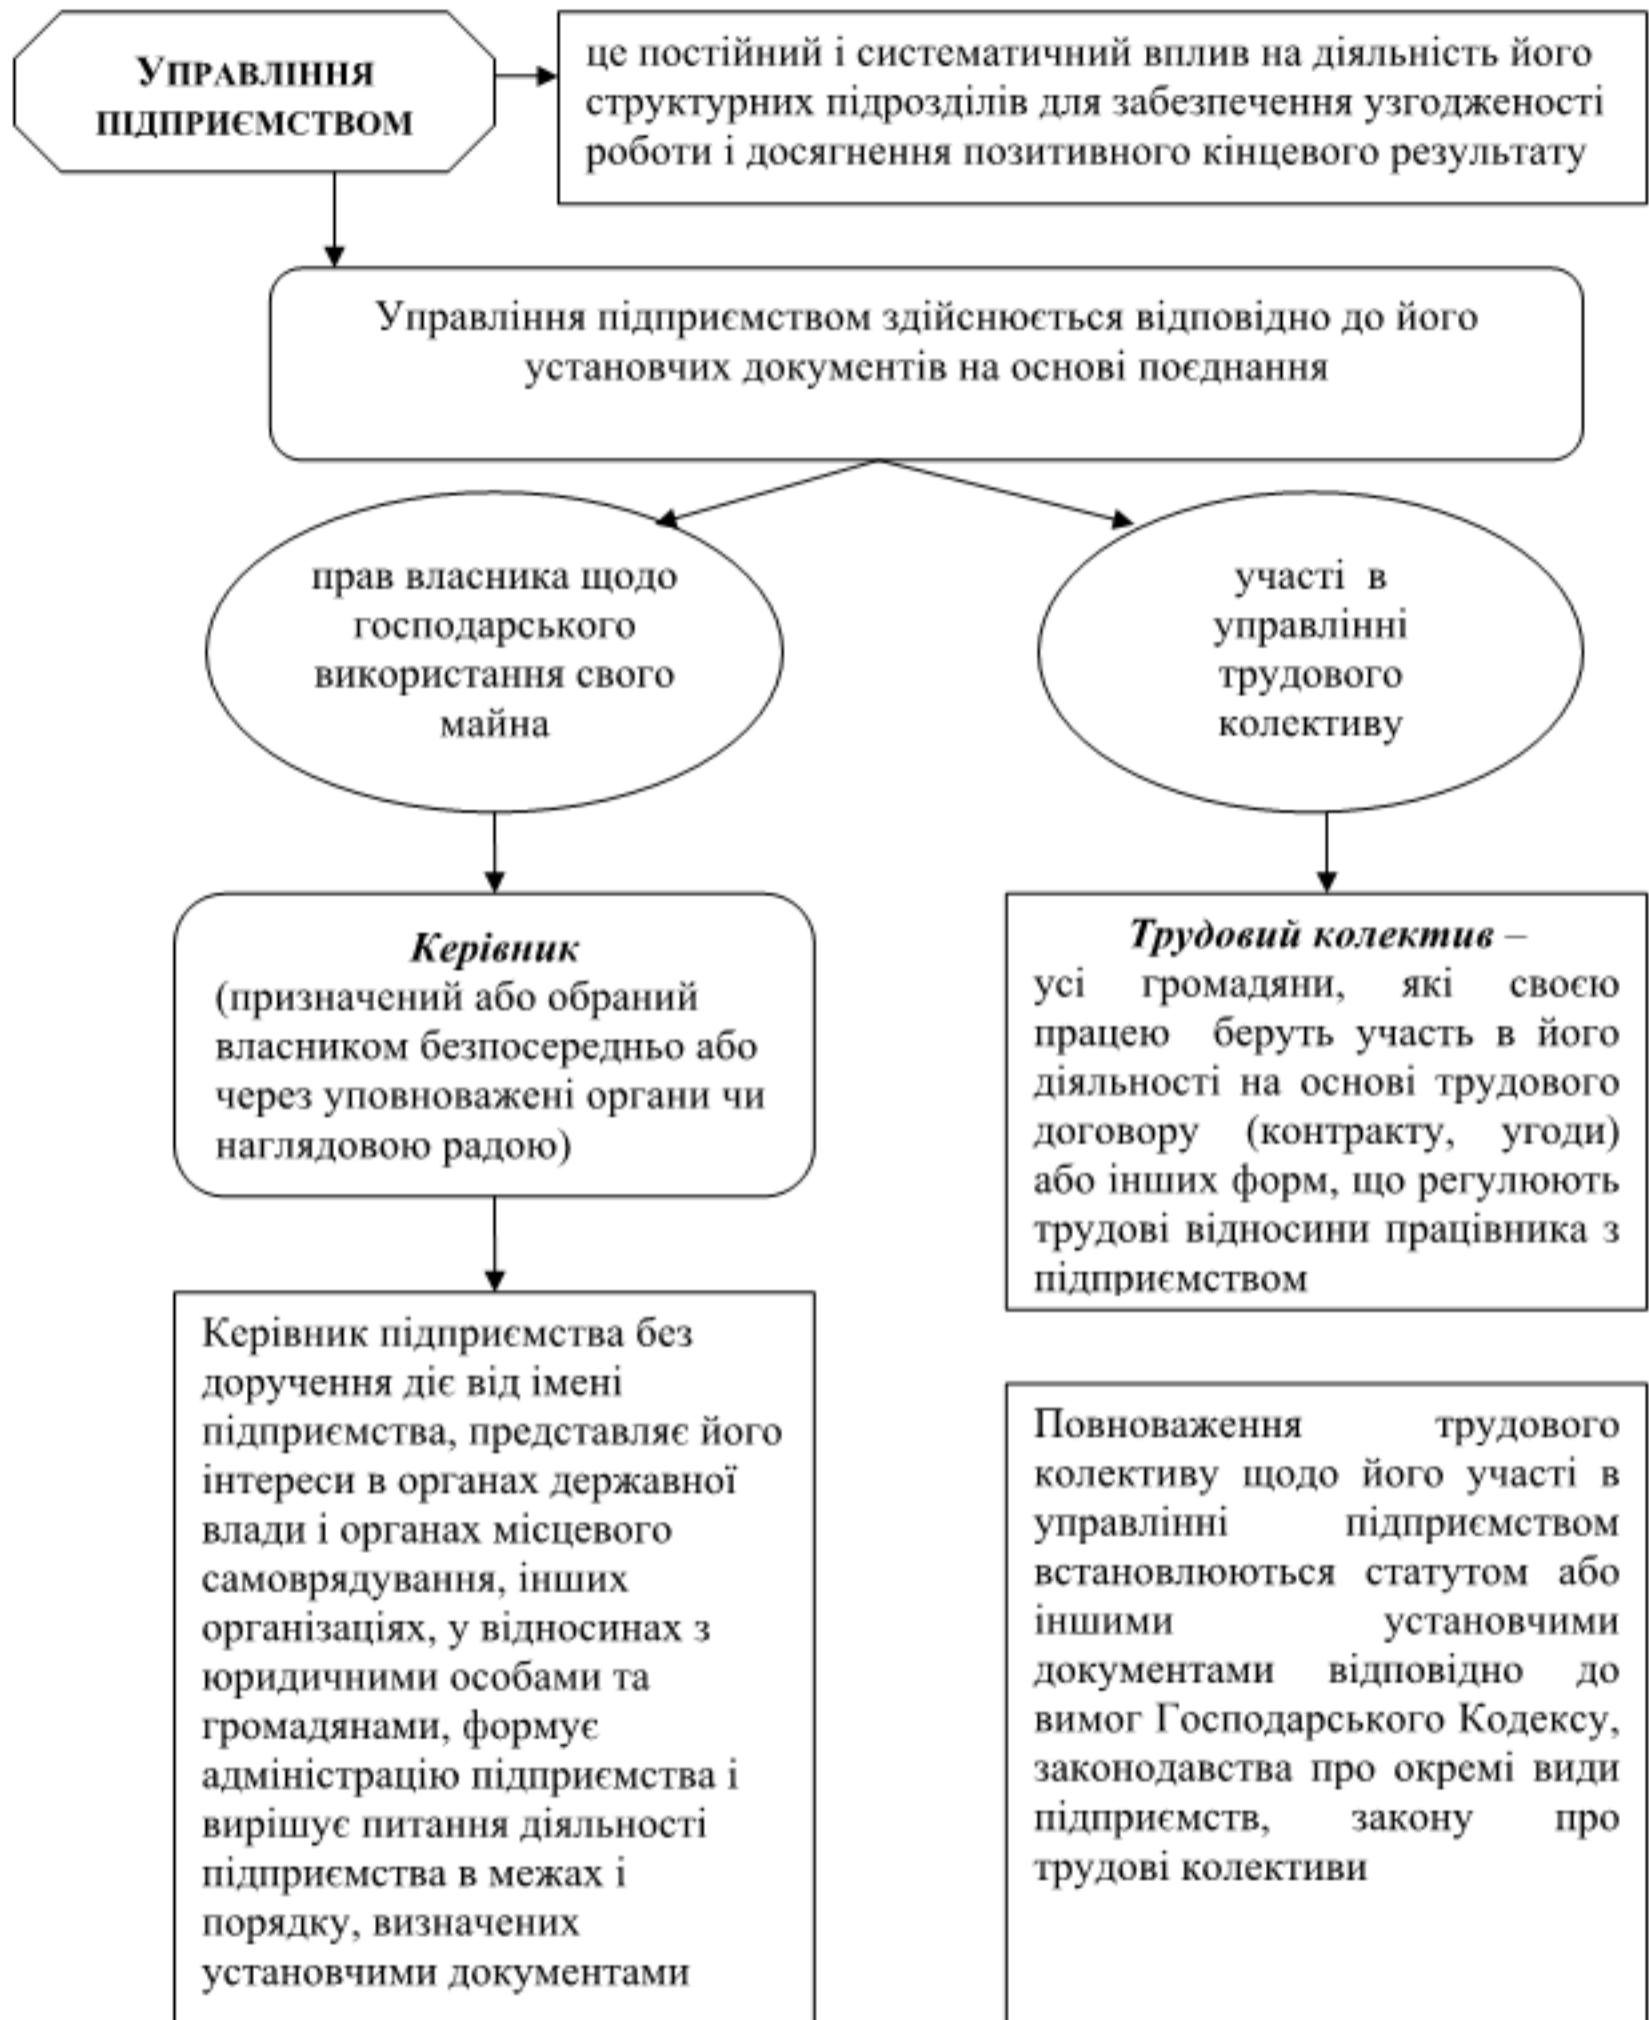 УПРАВЛІННЯ
ПІДПРИЄМСТВОМ
це постійний і систематичний вплив на діяльність його
структурних підрозділів для забезпечення узгодженості
роботи і досягнення позитивного кінцевого результату
Управління підприємством здійснюється відповідно до його
установчих документів на основі поєднання
прав власника щодо
господарського
використання свого
майна
участі в
управлінні
трудового
колективу
Керівник
(призначений або обраний
власником безпосередньо або
через уповноважені органи чи
наглядовою радою)
Трудовий колектив –
усі громадяни, які своєю
працею беруть участь в його
діяльності на основі трудового
договору (контракту, угоди)
або інших форм, що регулюють
трудові відносини працівника з
підприємством
Керівник підприємства без
доручення діє від імені
підприємства, представляє його
інтереси в органах державної
влади і органах місцевого
самоврядування, інших
організаціях, у відносинах з
юридичними особами та
громадянами, формує
адміністрацію підприємства і
вирішує питання діяльності
підприємства в межах і
порядку, визначених
установчими документами
Повноваження трудового
колективу щодо його участі в
управлінні підприємством
встановлюються статутом або
іншими установчими
документами відповідно до
вимог Господарського Кодексу,
законодавства про окремі види
підприємств, закону про
трудові колективи